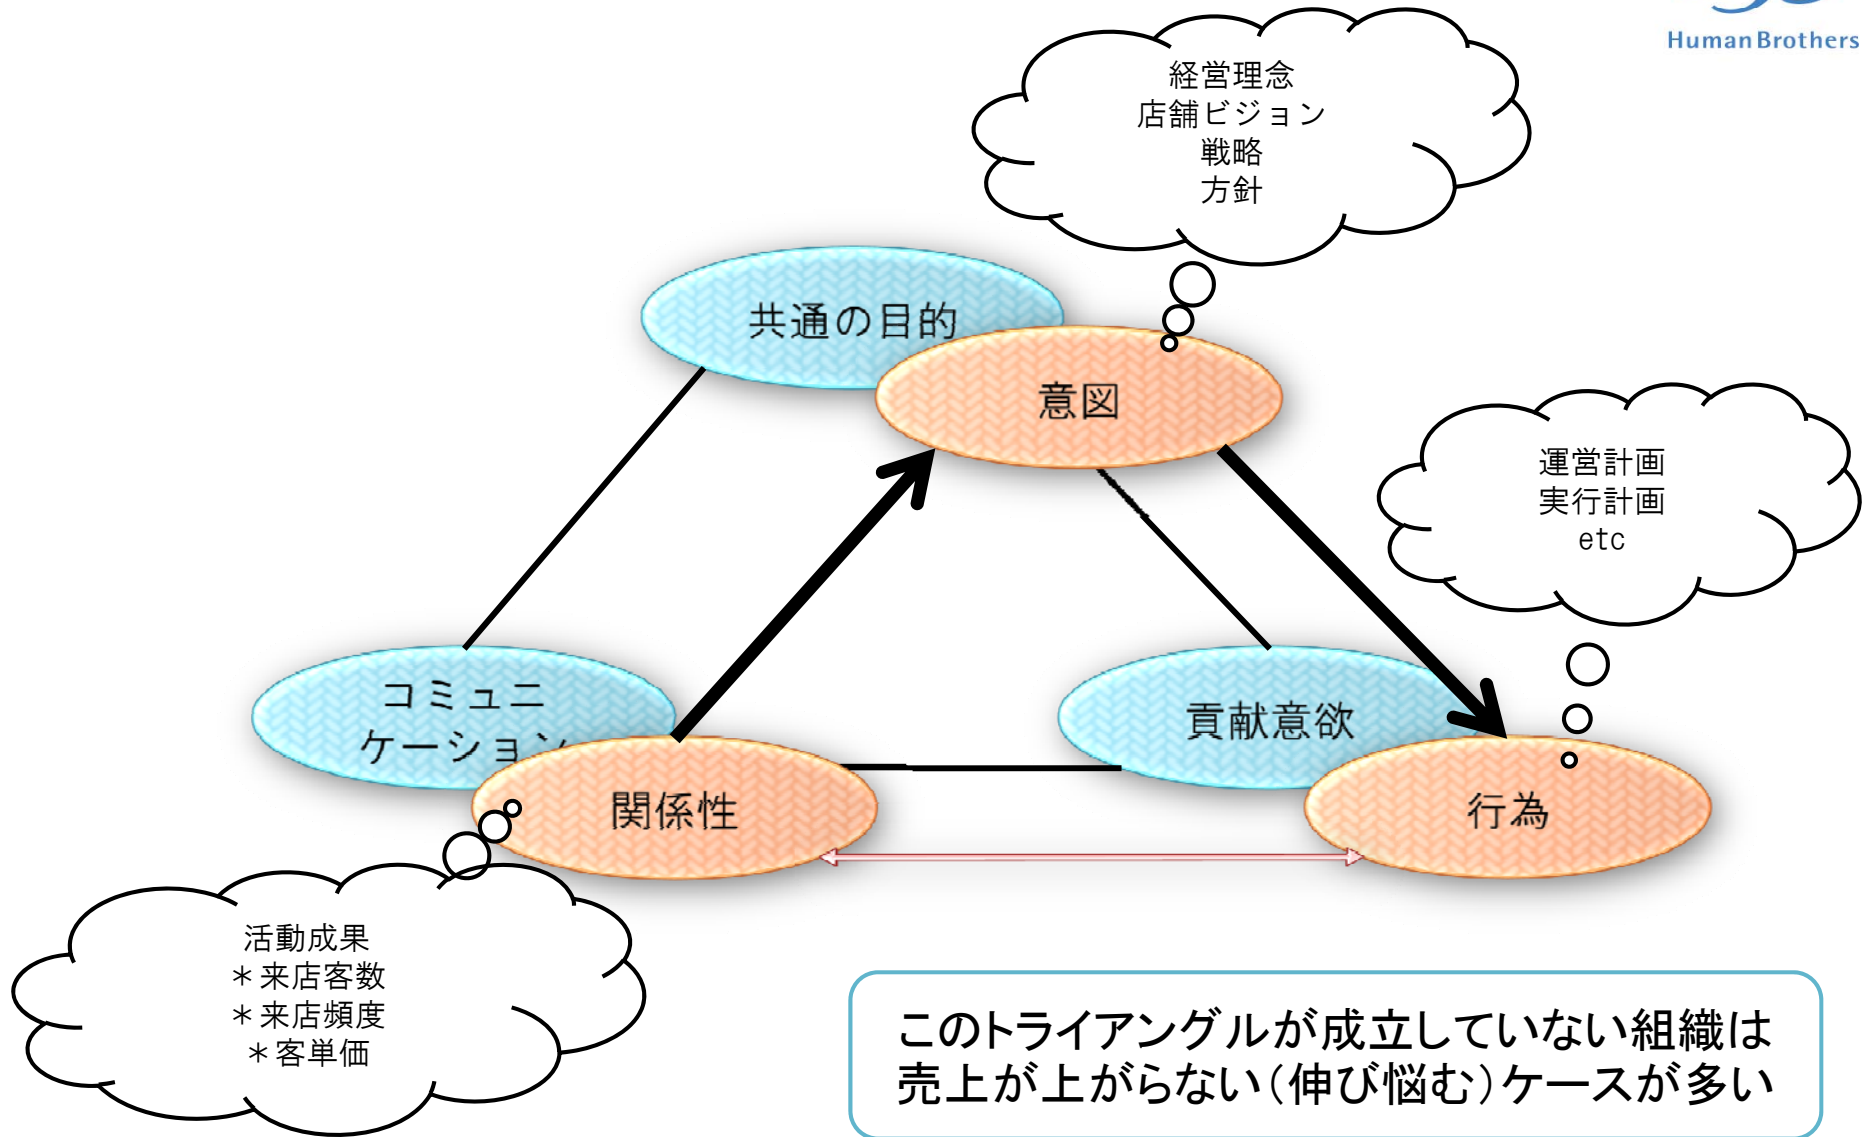 Human Brothers
経営理念
店舗ビジョン
戦略
方針
共通の目的
意図
運営計画
実行計画
etc
コミュニ
ケーション
貢献意欲
関係性
行為
活動成果
＊来店客数
＊来店頻度
＊客単価
このトライアングルが成立していない組織は
売上が上がらない（伸び悩む）ケースが多い